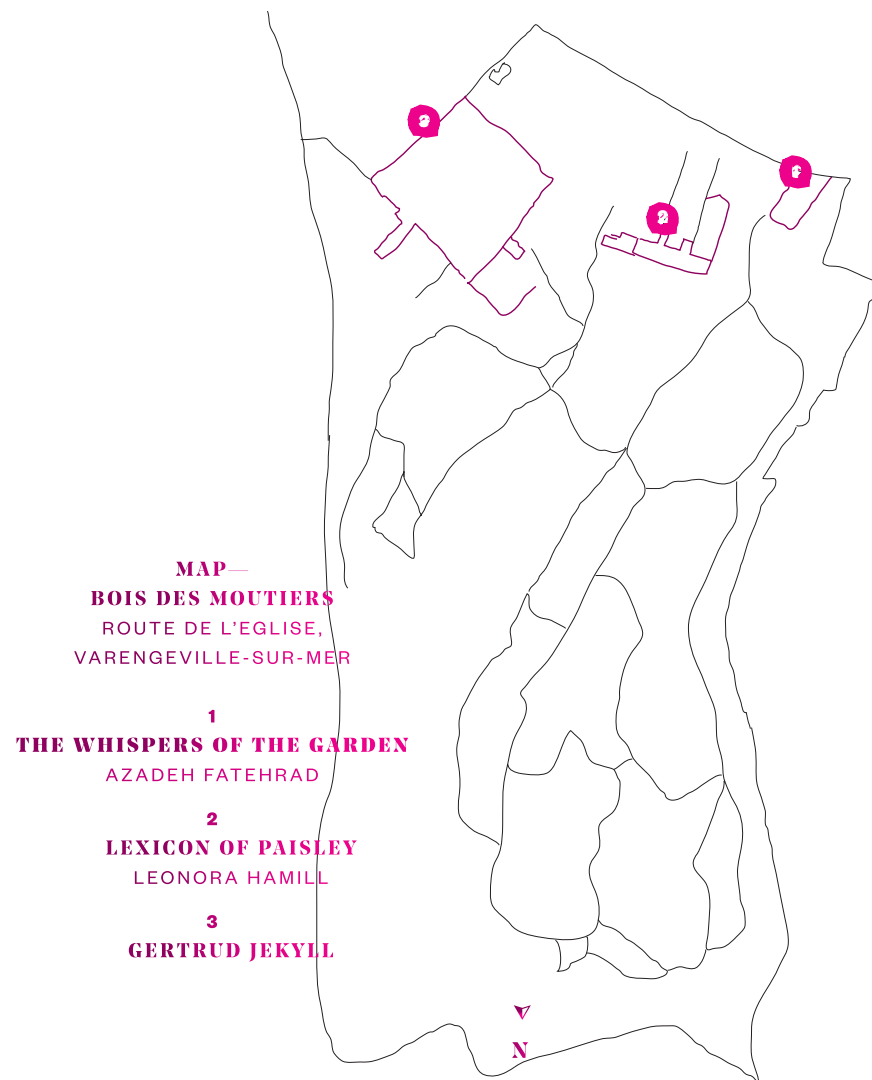 MAP—
BOIS DES MOUTIERS
ROUTE DE L’EGLISE,
VARENGEVILLE-SUR-MER
1
THE WHISPERS OF THE GARDEN
AZADEH FATEHRAD
2
LEXICON OF PAISLEY
LEONORA HAMILL
3
GERTRUD JEKYLL
N